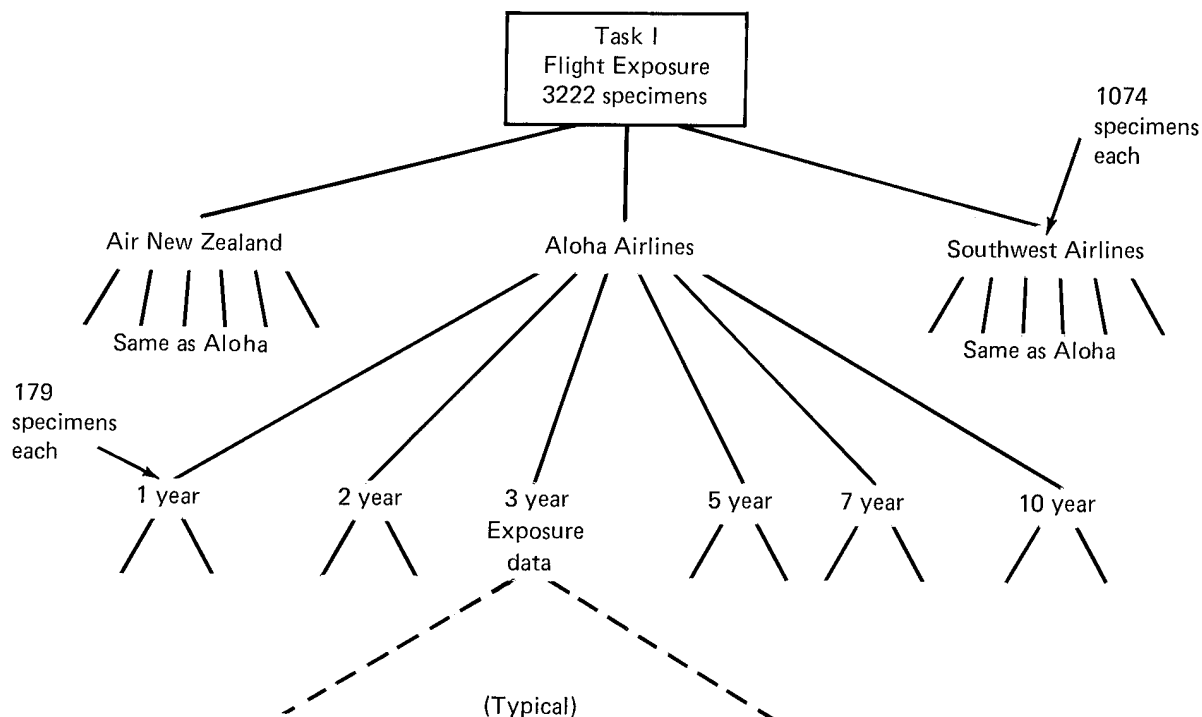 Task I
Flight Exposure
3222 specimens
1074
specimens
each
Air New Zealand
Aloha Airlines
Southwest Airlines
Same as Aloha
Same as Aloha
179
specimens
each
1 year
2 year
3 year
Exposure
data
5 year
7 year
10 year
(Typical)